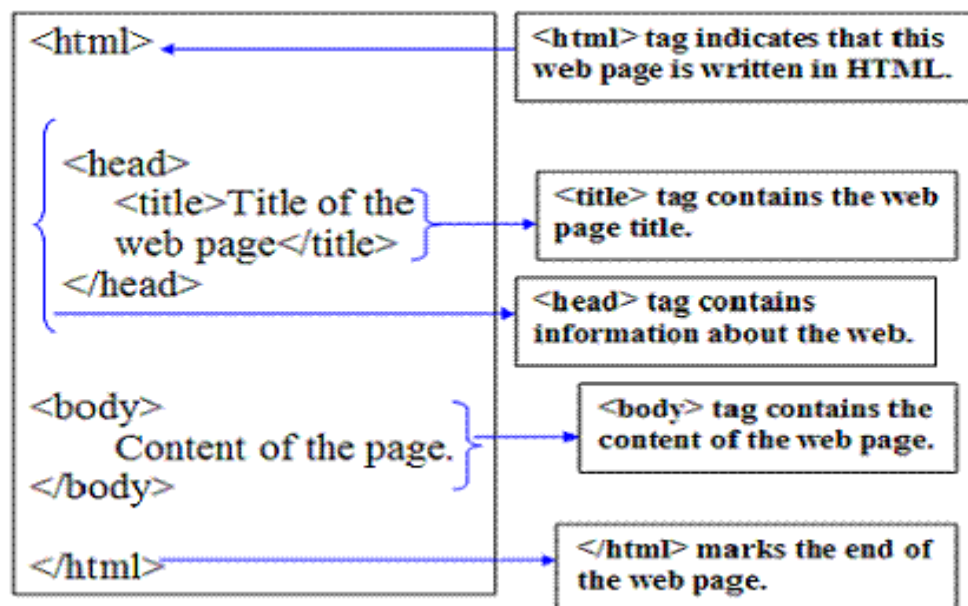 <html>
<html> tag indicates that this
web page is written in HTML.
<head>
<title>Title of the
web page</title>
</head>
<title> tag contains the web
page title.
<head> tag contains
information about the web.
<body>
Content of the page.
</body>
<body> tag contains the
content of the web page.
</html>
</html> marks the end of
the web page.